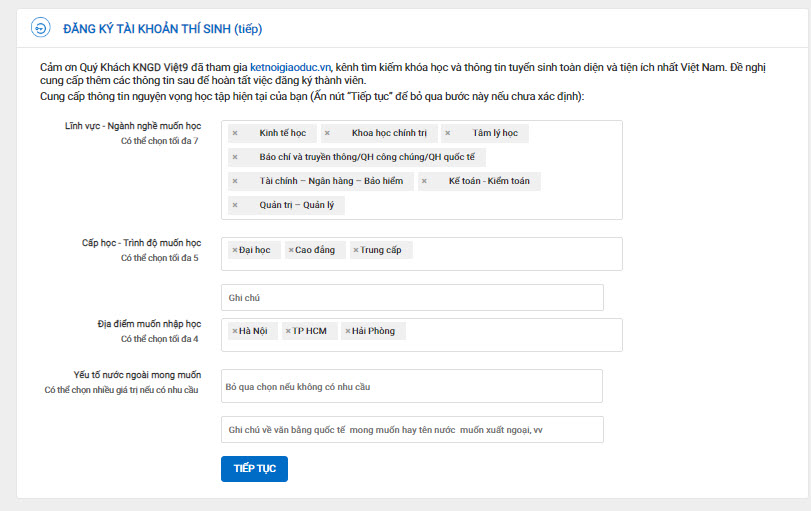 ĐĂNG KÝ TÀI KHOẢN THÍ SINH (tiếp)
Cảm ơn Quý Khách KNGD Việt9 đã tham gia ketnoigiaoduc.vn, kênh tìm kiếm khóa học và thông tin tuyển sinh toàn diện và tiện ích nhất Việt Nam. Đề nghị
cung cấp thêm các thông tin sau để hoàn tất việc đăng ký thành viên.
Cung cấp thông tin nguyện vọng học tập hiện tại của bạn (Ấn nút "Tiếp tục" để bỏ qua bước này nếu chưa xác định):
Lĩnh vực - Ngành nghề muốn học
Có thể chọn tối đa 7
× Kinh tế học × Khoa học chính trị × Tâm lý học
× Báo chí và truyền thông/QH công chúng/QH quốc tế
× Tài chính – Ngân hàng – Bảo hiểm × Kế toán - Kiểm toán
× Quản trị – Quản lý
Cấp học - Trình độ muốn học
Có thể chọn tối đa 5
×Đại học ×Cao đẳng ×Trung cấp
Ghi chú
Địa điểm muốn nhập học
Có thể chọn tối đa 4
×Hà Nội ×TP HCM ×Hải Phòng
Yếu tố nước ngoài mong muốn
Có thể chọn nhiều giá trị nếu có nhu cầu
Bỏ qua chọn nếu không có nhu cầu
Ghi chú về văn bằng quốc tế mong muốn hay tên nước muốn xuất ngoại, vv
TIẾP TỤC